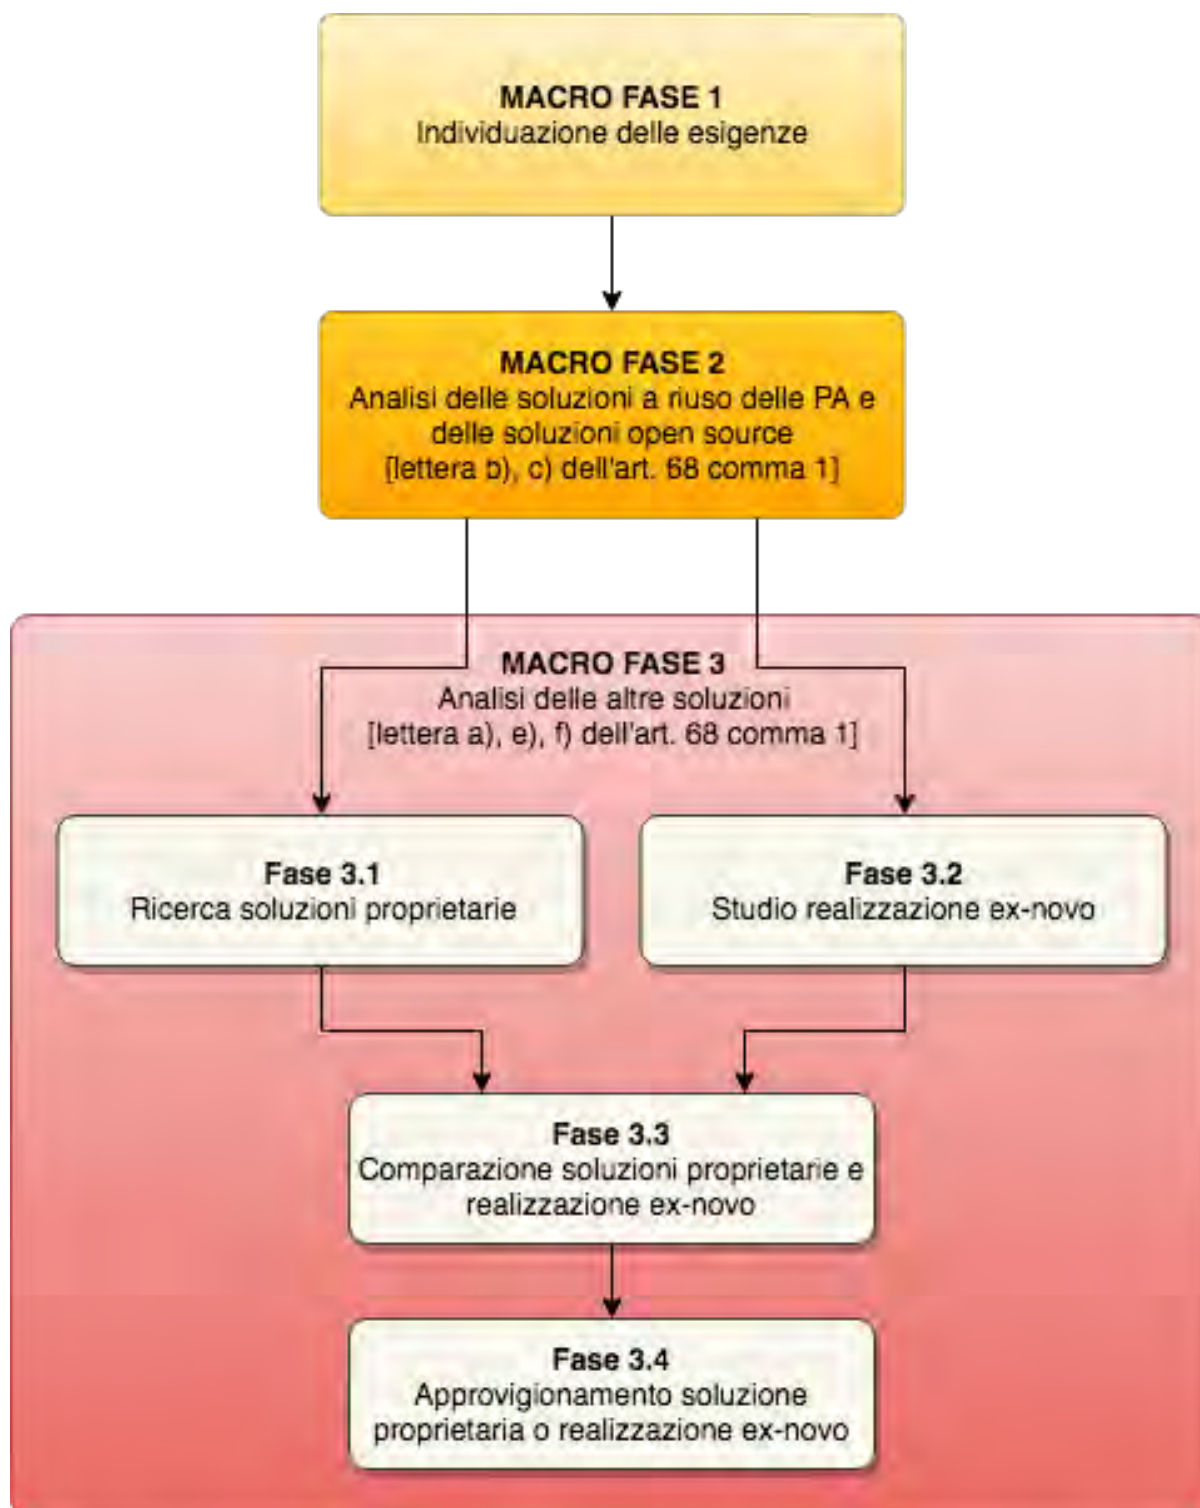 MACRO FASE 1
Individuazione delle esigenze
MACRO FASE 2
Analisi delle soluzioni a riuso delle PA e
delle soluzioni open source
[lettera b), c) dell'art. 68 comma 1]
MACRO FASE 3
Analisi delle altre soluzioni
[lettera a), e), f) dell'art. 68 comma 1]
Fase 3.1
Ricerca soluzioni proprietarie
Fase 3.2
Studio realizzazione ex-novo
Fase 3.3
Comparazione soluzioni proprietarie e
realizzazione ex-novo
Fase 3.4
Approvigionamento soluzione
proprietaria o realizzazione ex-novo